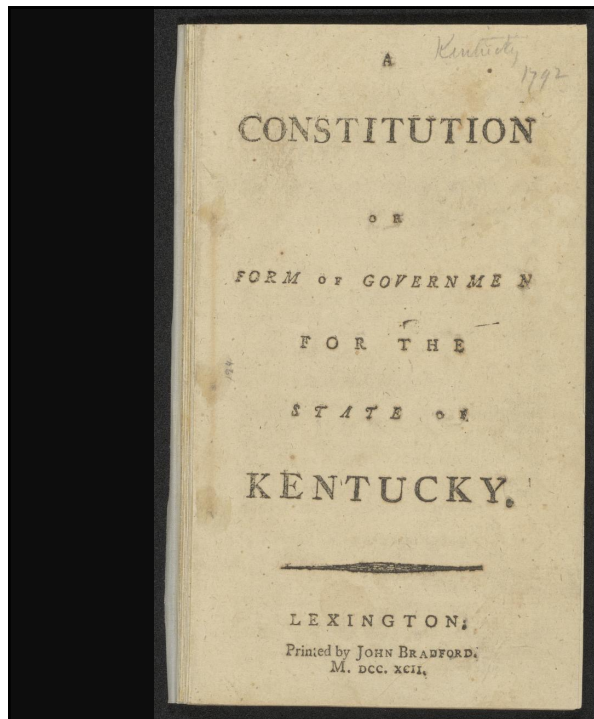 Kentucky
1792
A
CONSTITUTION
OR
FORM OF GOVERNMEN
FOR THE
STATE OF
KENTUCKY.
LEXINGTON:
Printed by JOHN BRADFORD.
M. DCC. XCII.